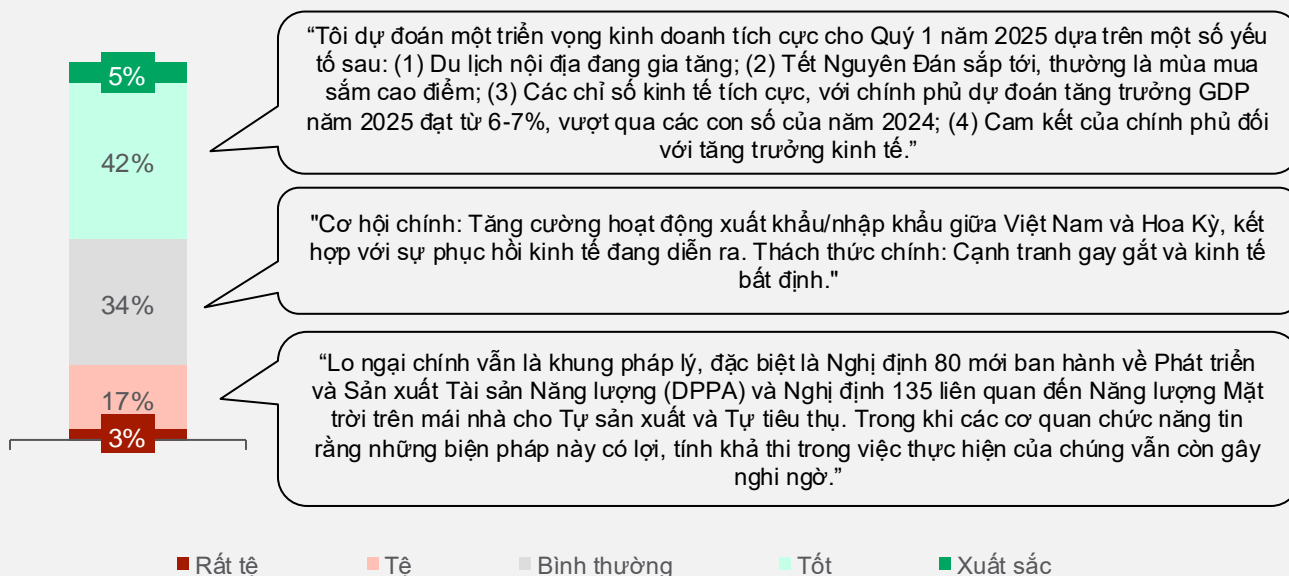 5%
42%
34%
17%
3%
“Tôi dự đoán một triển vọng kinh doanh tích cực cho Quý 1 năm 2025 dựa trên một số yếu
tố sau: (1) Du lịch nội địa đang gia tăng; (2) Tết Nguyên Đán sắp tới, thường là mùa mua
sắm cao điểm; (3) Các chỉ số kinh tế tích cực, với chính phủ dự đoán tăng trưởng GDP
năm 2025 đạt từ 6-7%, vượt qua các con số của năm 2024; (4) Cam kết của chính phủ đối
với tăng trưởng kinh tế.”
"Cơ hội chính: Tăng cường hoạt động xuất khẩu/nhập khẩu giữa Việt Nam và Hoa Kỳ, kết
hợp với sự phục hồi kinh tế đang diễn ra. Thách thức chính: Cạnh tranh gay gắt và kinh tế
bất định."
“Lo ngại chính vẫn là khung pháp lý, đặc biệt là Nghị định 80 mới ban hành về Phát triển
và Sản xuất Tài sản Năng lượng (DPPA) và Nghị định 135 liên quan đến Năng lượng Mặt
trời trên mái nhà cho Tự sản xuất và Tự tiêu thụ. Trong khi các cơ quan chức năng tin
rằng những biện pháp này có lợi, tính khả thi trong việc thực hiện của chúng vẫn còn gây
nghi ngờ.”
Rất tệ Tệ Bình thường Tốt Xuất sắc